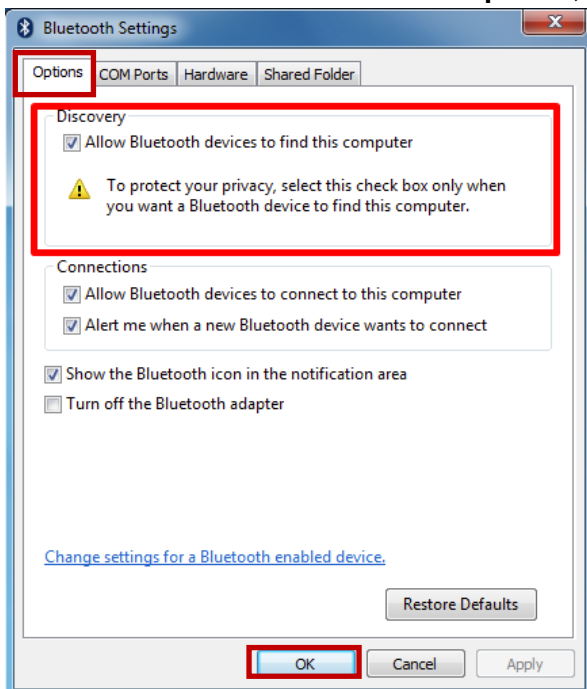 Bluetooth Settings
Options COM Ports Hardware Shared Folder
Discovery
Allow Bluetooth devices to find this computer
To protect your privacy, select this check box only when
you want a Bluetooth device to find this computer.
Connections
Allow Bluetooth devices to connect to this computer
Alert me when a new Bluetooth device wants to connect
Show the Bluetooth icon in the notification area
Turn off the Bluetooth adapter
Change settings for a Bluetooth enabled device.
Restore Defaults
OK Cancel Apply